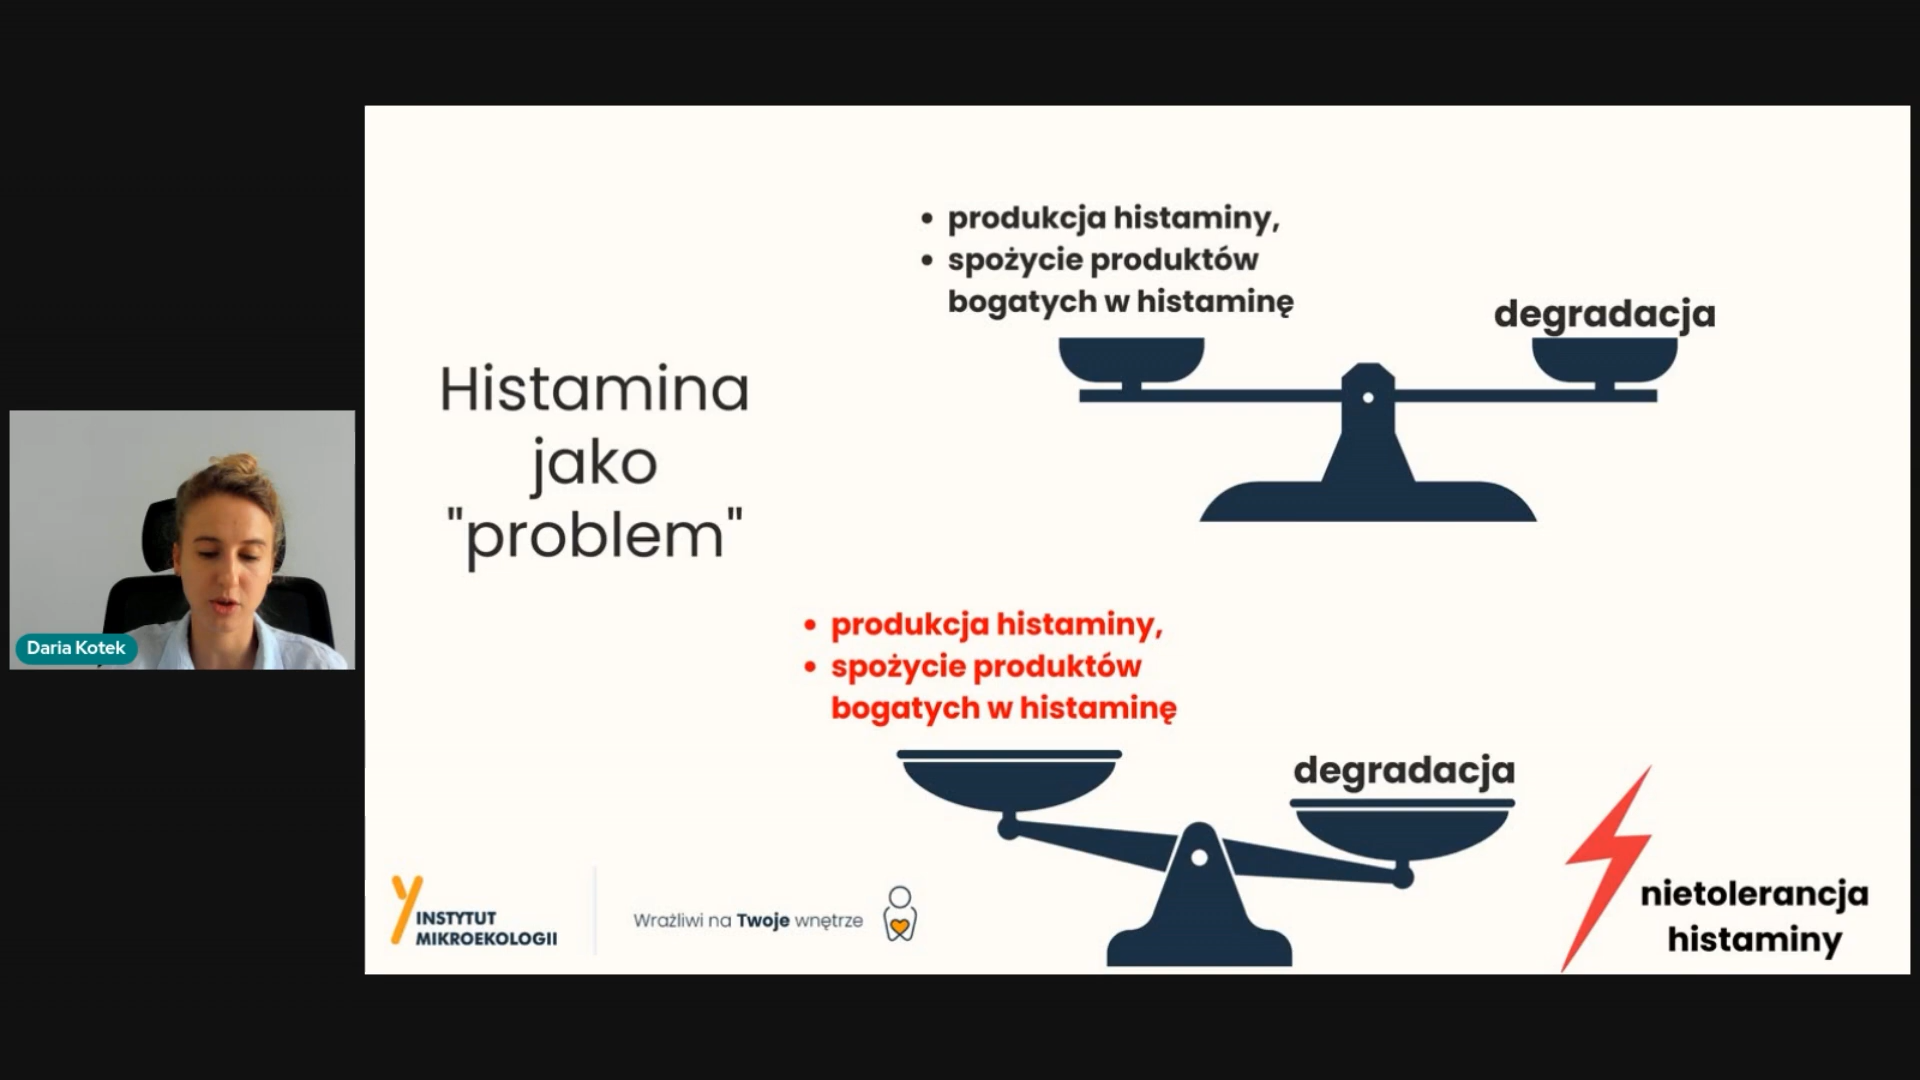 Daria Kotek
Histamina
jako
"problem"
• produkcja histaminy,
• spożycie produktów
bogatych w histaminę
degradacja
• produkcja histaminy,
• spożycie produktów
bogatych w histaminę
degradacja
nietolerancja
histaminy
INSTYTUT
MIKROEKOLOGII
Wrażliwi na Twoje wnętrze